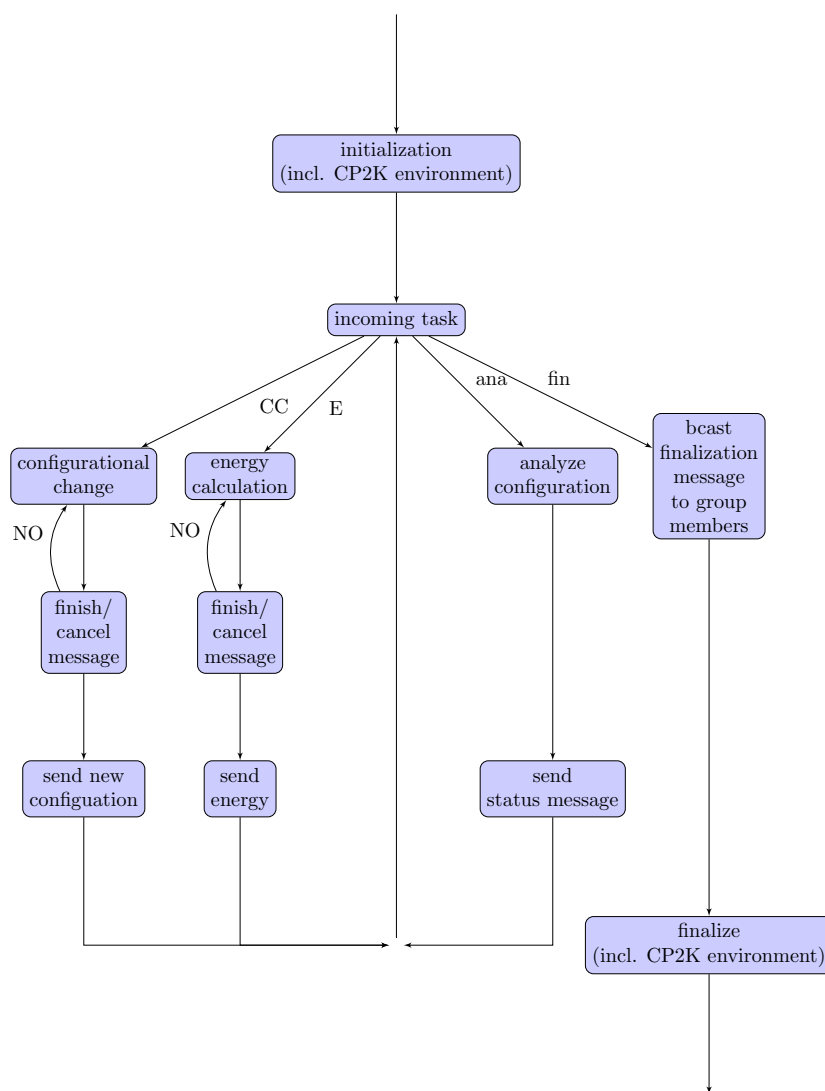 initialization
(incl. CP2K environment)
incoming task
CC
E
ana
fin
configurational
change
energy
calculation
analyze
configuration
bcast
finalization
message
to group
members
NO
NO
finish/
cancel
message
finish/
cancel
message
send new
configuation
send
energy
send
status message
finalize
(incl. CP2K environment)